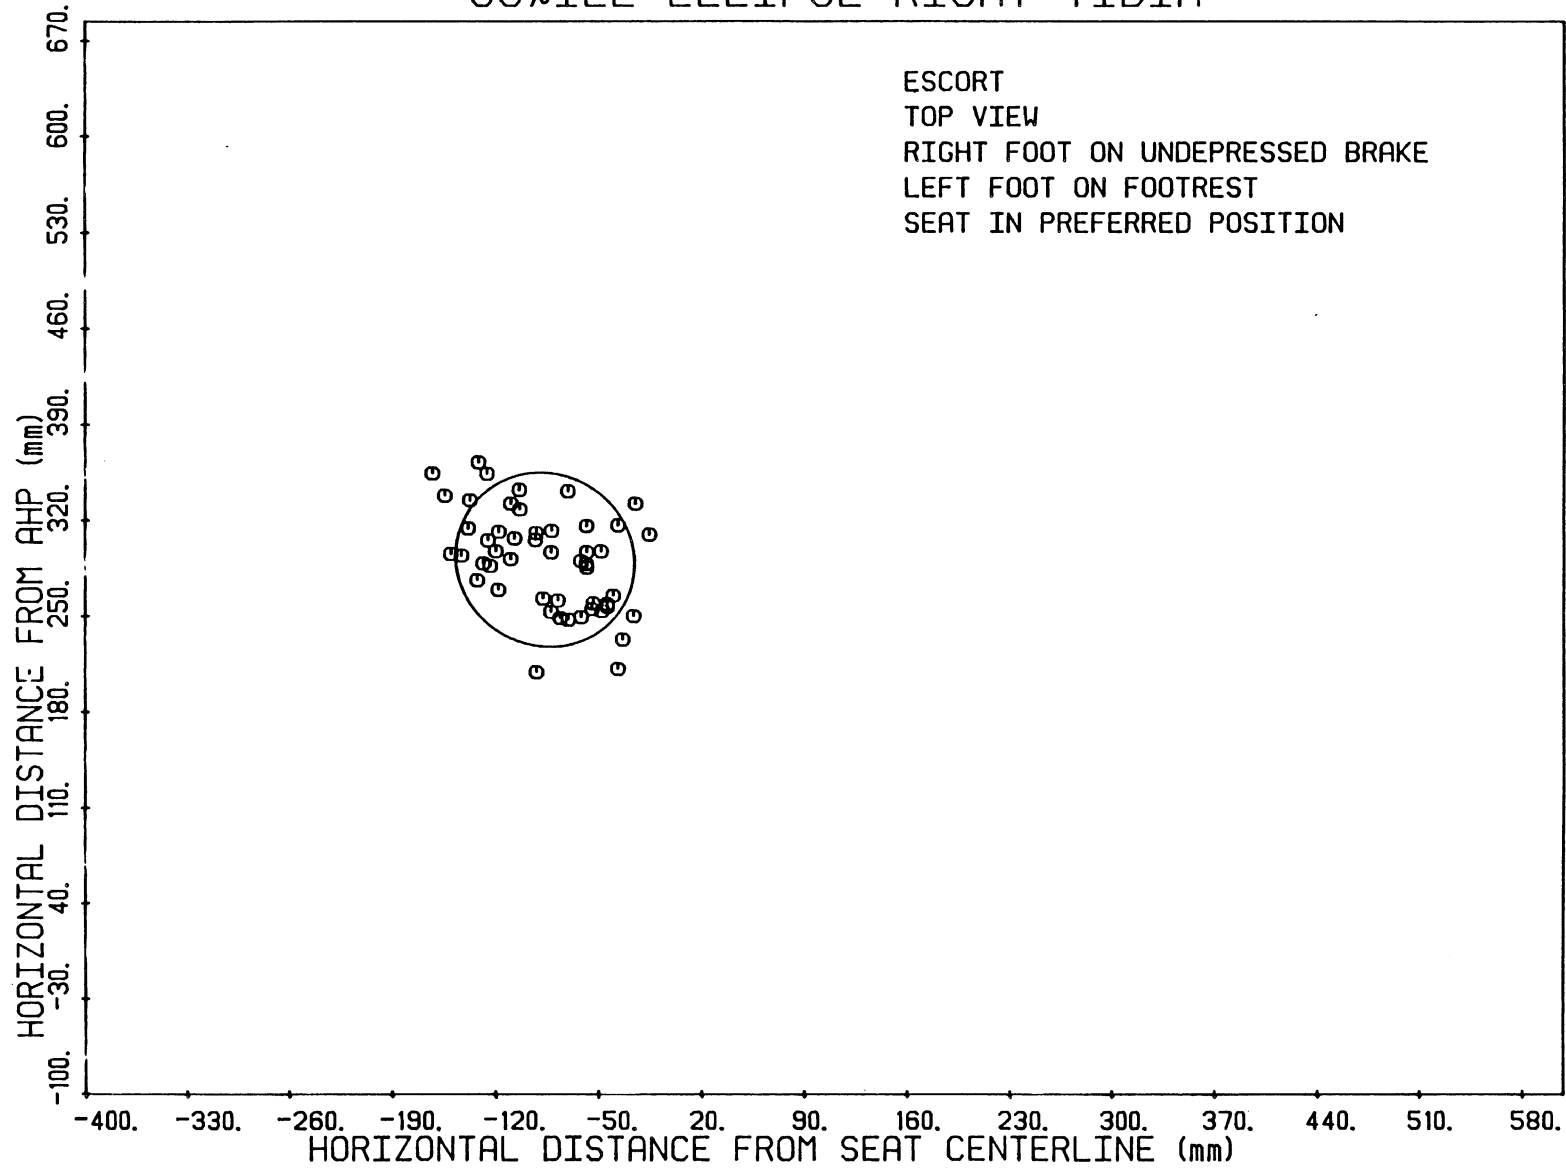 ESCORT
TOP VIEW
RIGHT FOOT ON UNDEPRESSED BRAKE
LEFT FOOT ON FOOTREST
SEAT IN PREFERRED POSITION
HORIZONTAL DISTANCE FROM AHP (mm)
670.
600.
530.
460.
390.
320.
250.
180.
110.
40.
-30.
-100.
-400. -330. -260. -190. -120. -50. 20. 90. 160. 230. 300. 370. 440. 510. 580.
HORIZONTAL DISTANCE FROM SEAT CENTERLINE (mm)